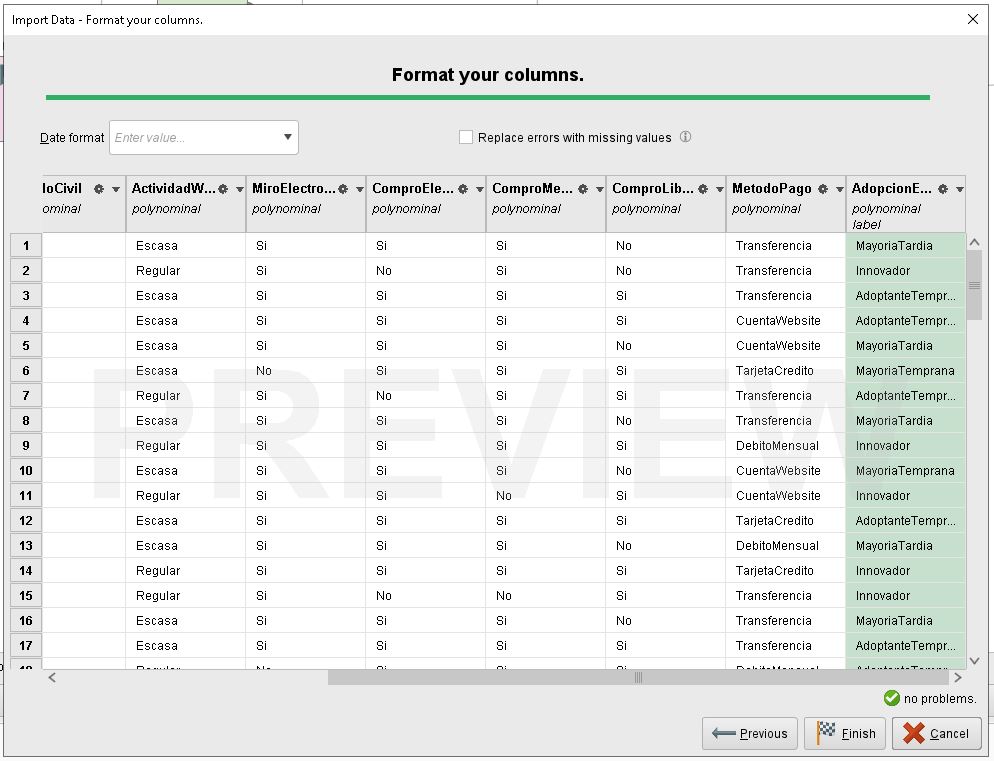 Import Data - Format your columns.
Format your columns.
Date format Enter value... Replace errors with missing values
loCivil ActividadW... MiroElectro... ComproEle... ComproMe... ComproLib... MetodoPago AdopcionE...
ominal polynominal polynominal polynominal polynominal polynominal polynominal polynominal
label
1 Escasa Si Si Si No Transferencia MayoriaTardia
2 Regular Si No Si No Transferencia Innovador
3 Escasa Si Si Si Si Transferencia AdoptanteTempr...
4 Escasa Si Si Si Si CuentaWebsite AdoptanteTempr...
5 Escasa Si Si Si No CuentaWebsite MayoriaTardia
6 Escasa No Si Si Si TarjetaCredito MayoriaTemprana
7 Regular Si No Si Si Transferencia AdoptanteTempr...
8 Escasa Si Si Si No Transferencia MayoriaTardia
9 Regular Si Si Si Si DebitoMensual Innovador
10 Escasa Si Si Si No CuentaWebsite MayoriaTemprana
11 Regular Si Si No Si CuentaWebsite Innovador
12 Escasa Si Si Si Si TarjetaCredito AdoptanteTempr...
13 Escasa Si Si Si No DebitoMensual MayoriaTardia
14 Regular Si Si Si Si TarjetaCredito Innovador
15 Regular Si No No Si Transferencia Innovador
16 Escasa Si Si Si No Transferencia MayoriaTardia
17 Escasa Si Si Si Si Transferencia AdoptanteTempr...
18 Regular No Si Si Si DebitoMensual AdoptanteTempr...
PREVIEW
no problems.
Previous Finish Cancel